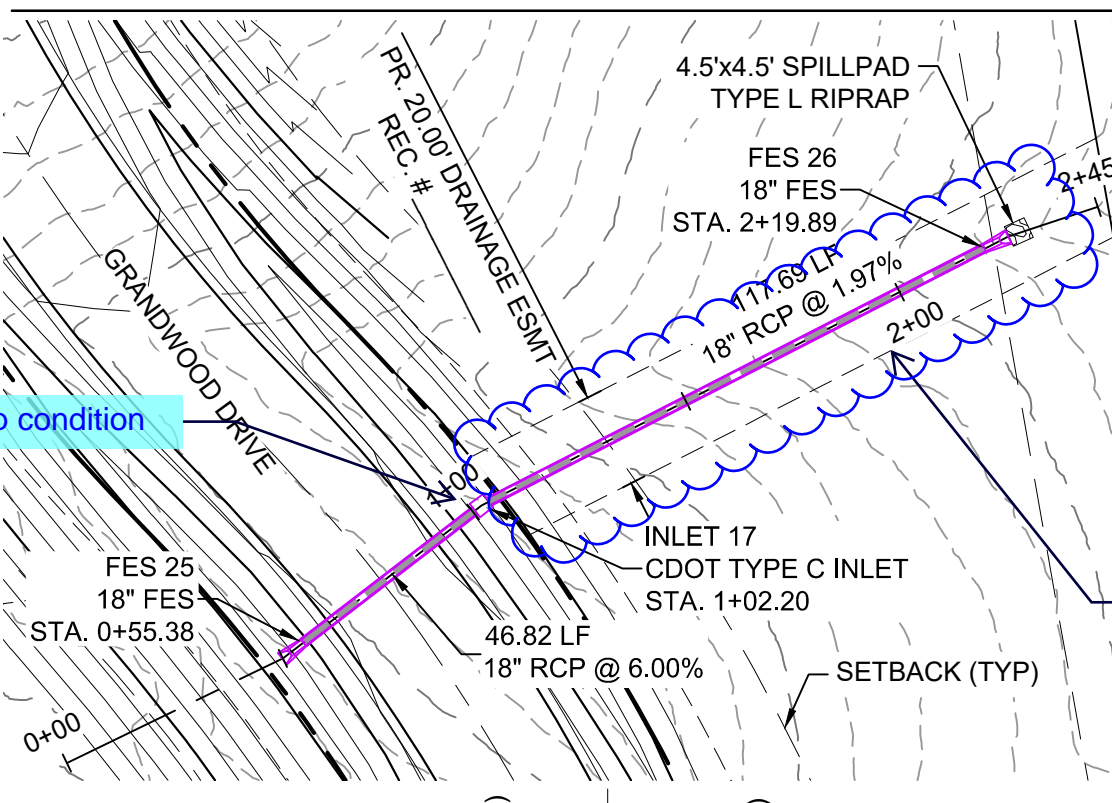 4.5'x4.5' SPILLPAD
TYPE L RIPRAP
PR. 20.00' DRAINAGE ESMT
REC. #
FES 26
18" FES
STA. 2+19.89
2+45
117.69 LF
18" RCP @ 1.97%
2+00
GRANDWOOD DRIVE
condition
1+00
INLET 17
CDOT TYPE C INLET
STA. 1+02.20
FES 25
18" FES
STA. 0+55.38
46.82 LF
18" RCP @ 6.00%
SETBACK (TYP)
0+00